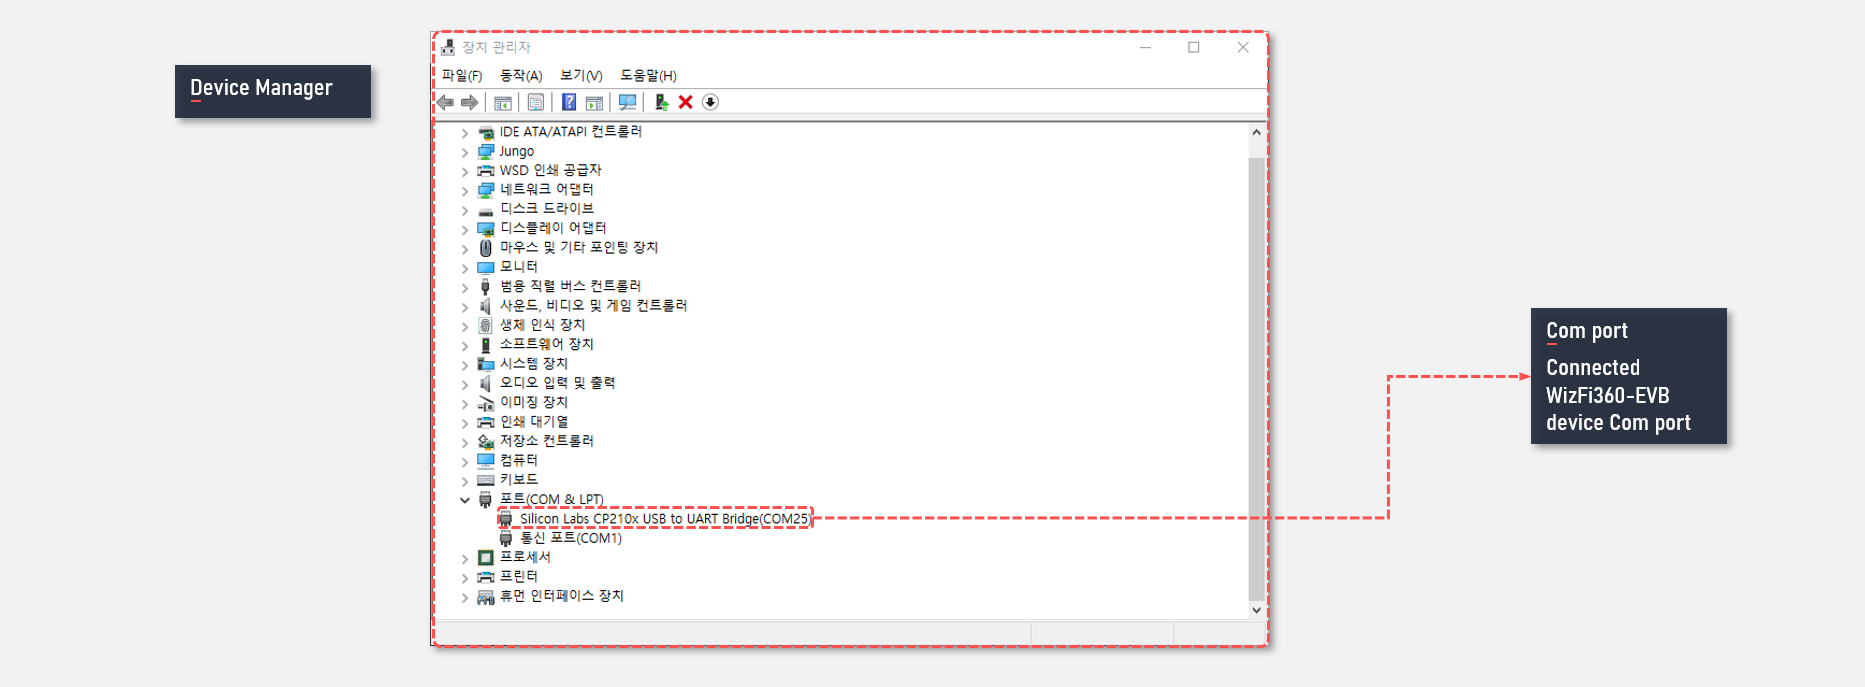 Device Manager
장치 관리자
파일(F) 동작(A) 보기(V) 도움말(H)
IDE ATA/ATAPI 컨트롤러
Jungo
WSD 인쇄 공급자
네트워크 어댑터
디스크 드라이브
디스플레이 어댑터
마우스 및 기타 포인팅 장치
모니터
범용 직렬 버스 컨트롤러
사운드, 비디오 및 게임 컨트롤러
생체 인식 장치
소프트웨어 장치
시스템 장치
오디오 입력 및 출력
이미징 장치
인쇄 대기열
저장소 컨트롤러
컴퓨터
키보드
포트(COM & LPT)
Silicon Labs CP210x USB to UART Bridge(COM25)
통신 포트(COM1)
프로세서
프린터
휴먼 인터페이스 장치
Com port
Connected
WizFi360-EVB
device Com port